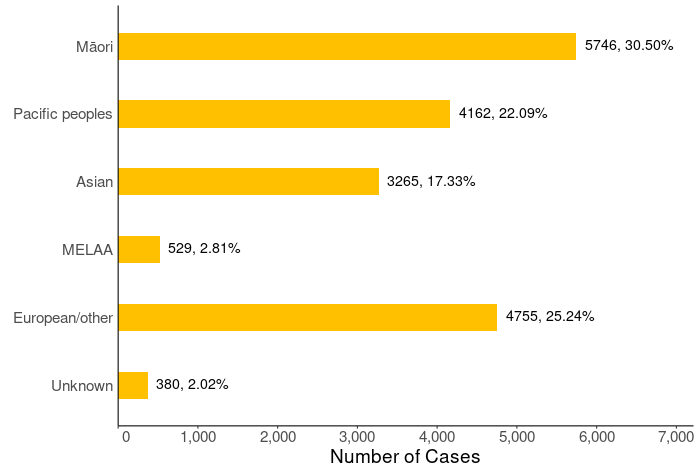 Māori 5746, 30.50%
Pacific peoples 4162, 22.09%
Asian 3265, 17.33%
MELAA 529, 2.81%
European/other 4755, 25.24%
Unknown 380, 2.02%
0 1,000 2,000 3,000 4,000 5,000 6,000 7,000
Number of Cases